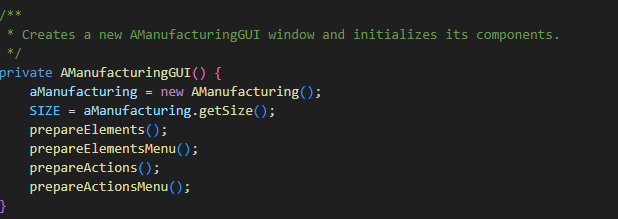 /**
 * Creates a new AManufacturingGUI window and initializes its components.
 */
private AManufacturingGUI() {
    aManufacturing = new AManufacturing();
    SIZE = aManufacturing.getSize();
    prepareElements();
    prepareElementsMenu();
    prepareActions();
    prepareActionsMenu();
}